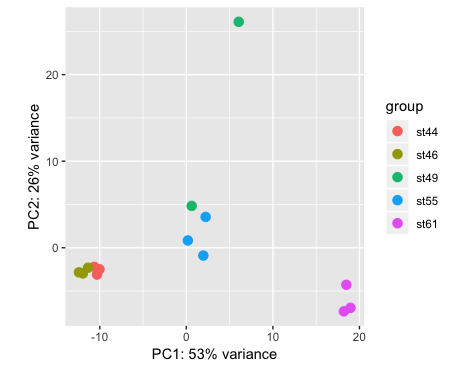 20
10
0
-10
0
10
20
PC1: 53% variance
PC2: 26% variance
group
st44
st46
st49
st55
st61